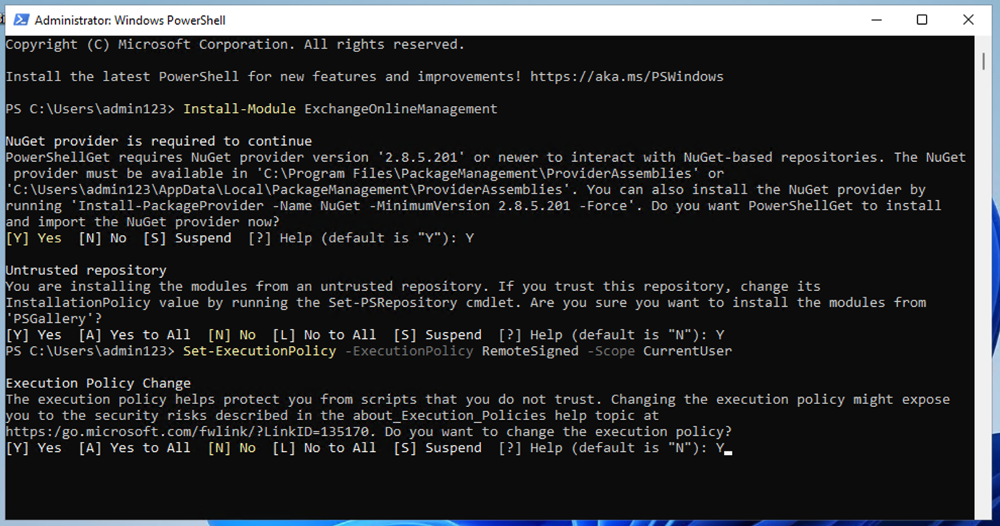 Administrator: Windows PowerShell
Copyright (C) Microsoft Corporation. All rights reserved.
Install the latest PowerShell for new features and improvements! https://aka.ms/PSWindows
PS C:\Users\admin123> Install-Module ExchangeOnlineManagement
NuGet provider is required to continue
PowerShellGet requires NuGet provider version '2.8.5.201' or newer to interact with NuGet-based repositories. The NuGet
 provider must be available in 'C:\Program Files\PackageManagement\ProviderAssemblies' or
'C:\Users\admin123\AppData\Local\PackageManagement\ProviderAssemblies'. You can also install the NuGet provider by
running 'Install-PackageProvider -Name NuGet -MinimumVersion 2.8.5.201 -Force'. Do you want PowerShellGet to install
and import the NuGet provider now?
[Y] Yes  [N] No  [S] Suspend  [?] Help (default is "Y"): Y
Untrusted repository
You are installing the modules from an untrusted repository. If you trust this repository, change its
InstallationPolicy value by running the Set-PSRepository cmdlet. Are you sure you want to install the modules from
'PSGallery'?
[Y] Yes  [A] Yes to All  [N] No  [L] No to All  [S] Suspend  [?] Help (default is "N"): Y
PS C:\Users\admin123> Set-ExecutionPolicy -ExecutionPolicy RemoteSigned -Scope CurrentUser
Execution Policy Change
The execution policy helps protect you from scripts that you do not trust. Changing the execution policy might expose
you to the security risks described in the about_Execution_Policies help topic at
https:/go.microsoft.com/fwlink/?LinkID=135170. Do you want to change the execution policy?
[Y] Yes  [A] Yes to All  [N] No  [L] No to All  [S] Suspend  [?] Help (default is "N"): Y